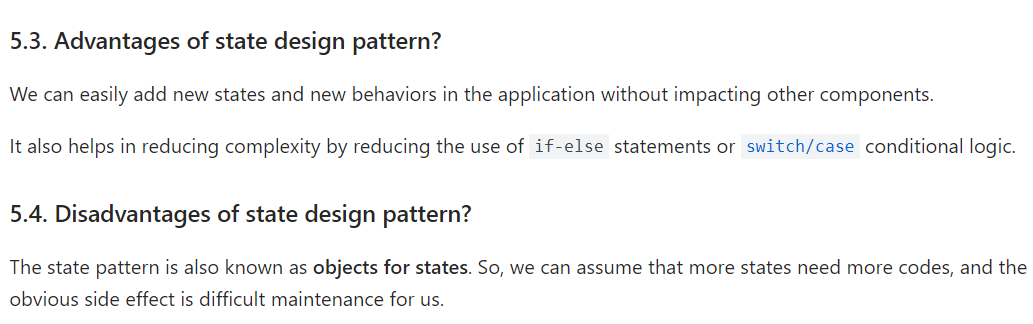 5.3. Advantages of state design pattern?
We can easily add new states and new behaviors in the application without impacting other components.
It also helps in reducing complexity by reducing the use of if-else statements or switch/case conditional logic.
5.4. Disadvantages of state design pattern?
The state pattern is also known as objects for states. So, we can assume that more states need more codes, and the
obvious side effect is difficult maintenance for us.